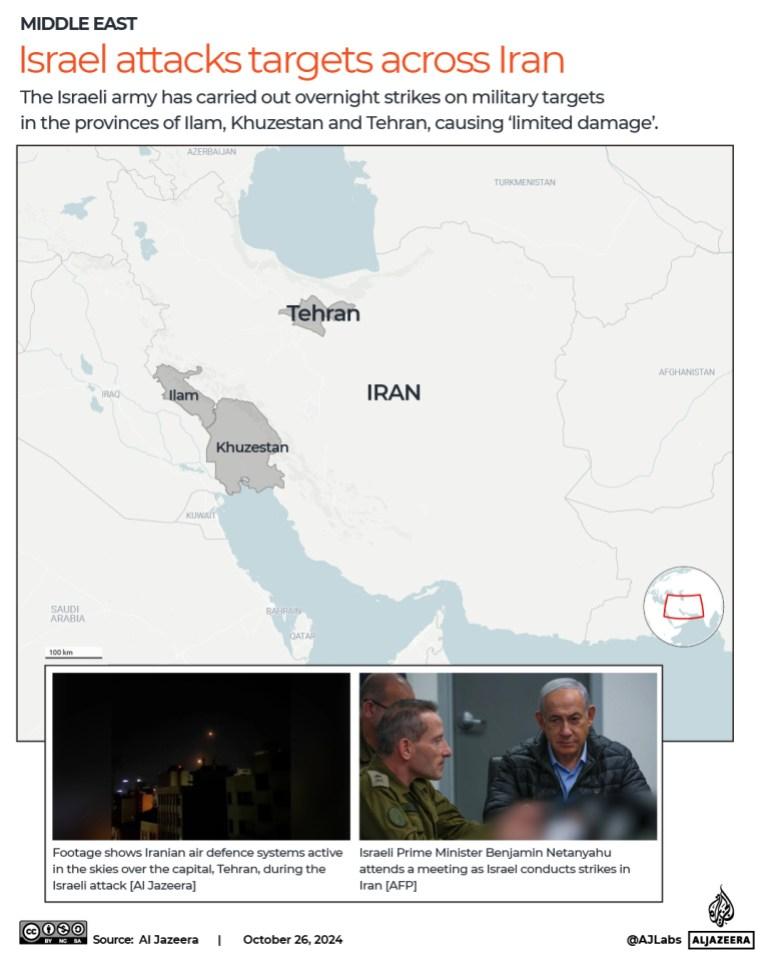 MIDDLE EAST
Israel attacks targets across Iran
The Israeli army has carried out overnight strikes on military targets
in the provinces of Ilam, Khuzestan and Tehran, causing ‘limited damage’.
AZERBAIJAN
TURKMENISTAN
Tehran
AFGHANISTAN
IRAN
IRAQ
Ilam
Khuzestan
KUWAIT
SAUDI
ARABIA
BAHRAIN
QATAR
100 km
Footage shows Iranian air defence systems active
in the skies over the capital, Tehran, during the
Israeli attack [Al Jazeera]
Israeli Prime Minister Benjamin Netanyahu
attends a meeting as Israel conducts strikes in
Iran [AFP]
cc BY NC SA
Source: Al Jazeera | October 26, 2024
@AJLabs ALJAZEERA